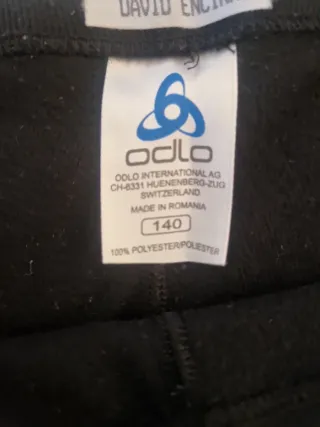 DAVID
odlo
ODLO INTERNATIONAL AG
CH-6331 HUENENBERG-ZUG
SWITZERLAND
MADE IN ROMANIA
140
100% POLYESTER/POLIESTER